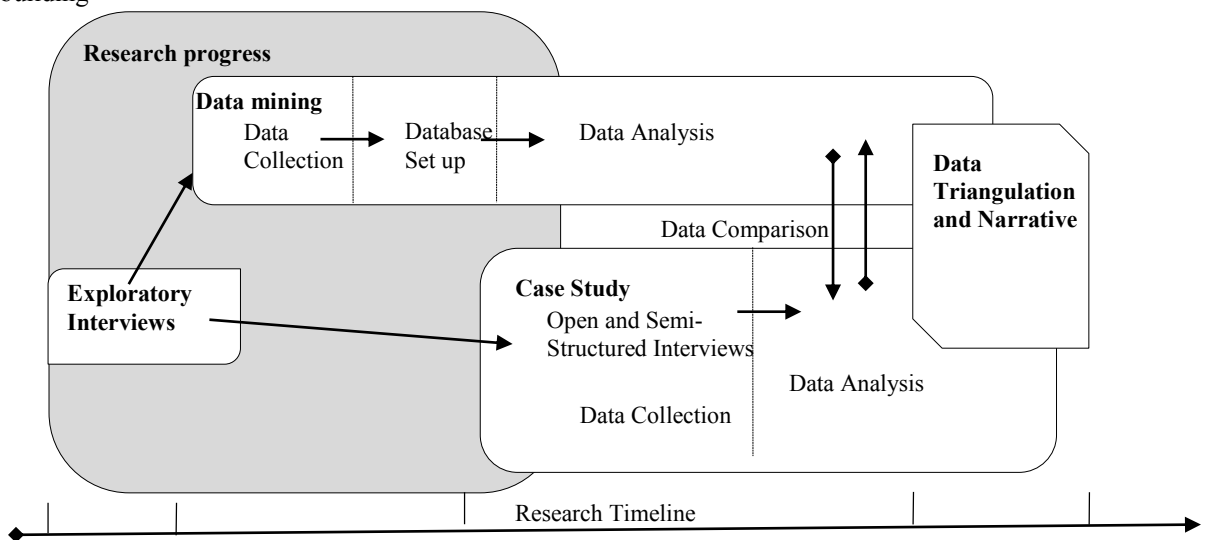 Research progress
Data mining
Data
Collection
Database
Set up
Data Analysis
Data
Triangulation
and Narrative
Data Comparison
Exploratory
Interviews
Case Study
Open and Semi-
Structured Interviews
Data Analysis
Data Collection
Research Timeline